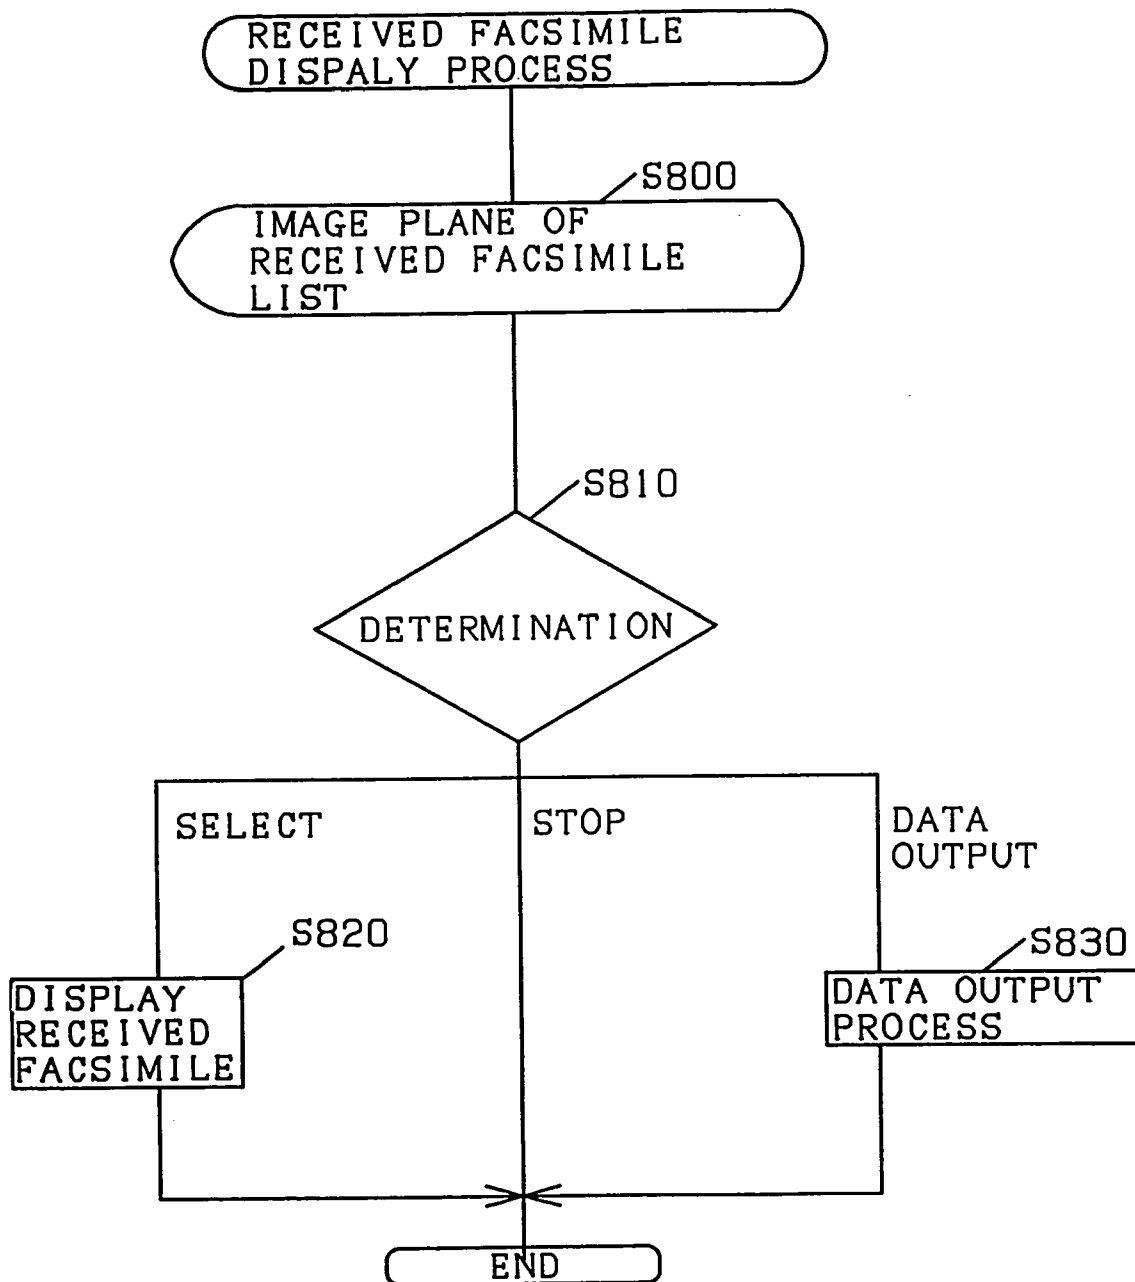 RECEIVED FACSIMILE
DISPALY PROCESS
S800
IMAGE PLANE OF
RECEIVED FACSIMILE
LIST
S810
DETERMINATION
SELECT
STOP
DATA
OUTPUT
S820
S830
DISPLAY
RECEIVED
FACSIMILE
DATA OUTPUT
PROCESS
END